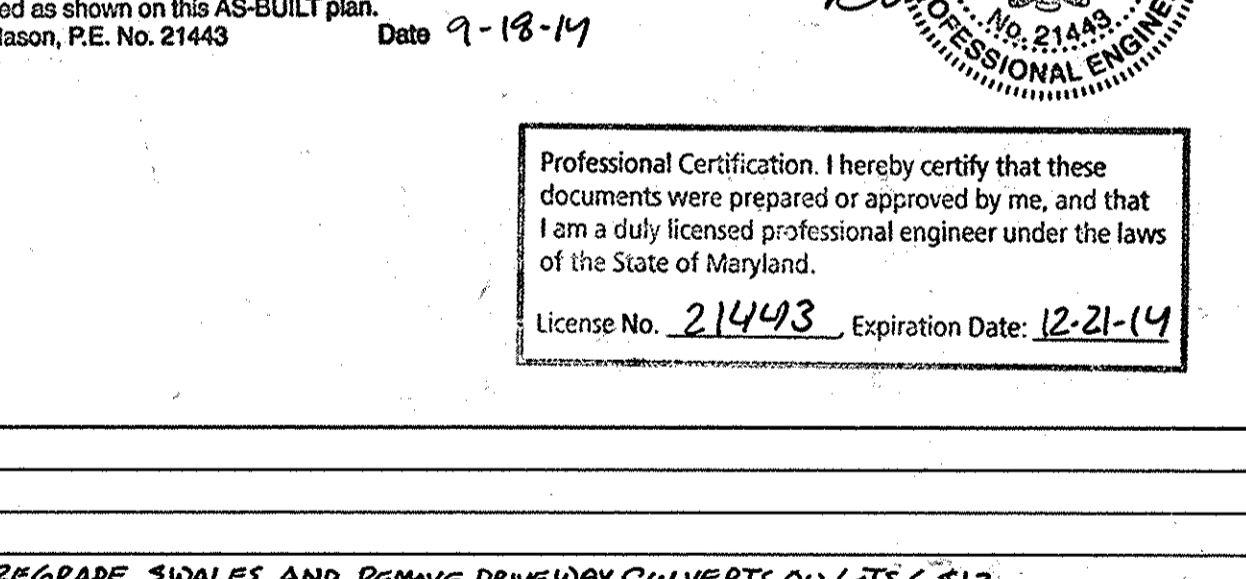 ed as shown on this AS-BUILT plan.
Mason, P.E. No. 21443 Date 9-18-14
No. 21443
PROFESSIONAL ENGINE
Professional Certification. I hereby certify that these
documents were prepared or approved by me, and that
I am a duly licensed professional engineer under the laws
of the State of Maryland.
License No. 21443, Expiration Date: 12-21-14
REGRADE SWALES AND REMOVE DRIVEWAY CULVERTS ON LOTS